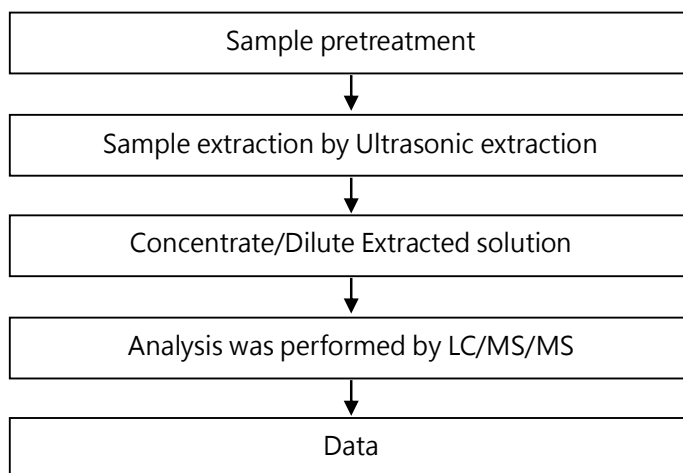 Sample pretreatment
Sample extraction by Ultrasonic extraction
Concentrate/Dilute Extracted solution
Analysis was performed by LC/MS/MS
Data